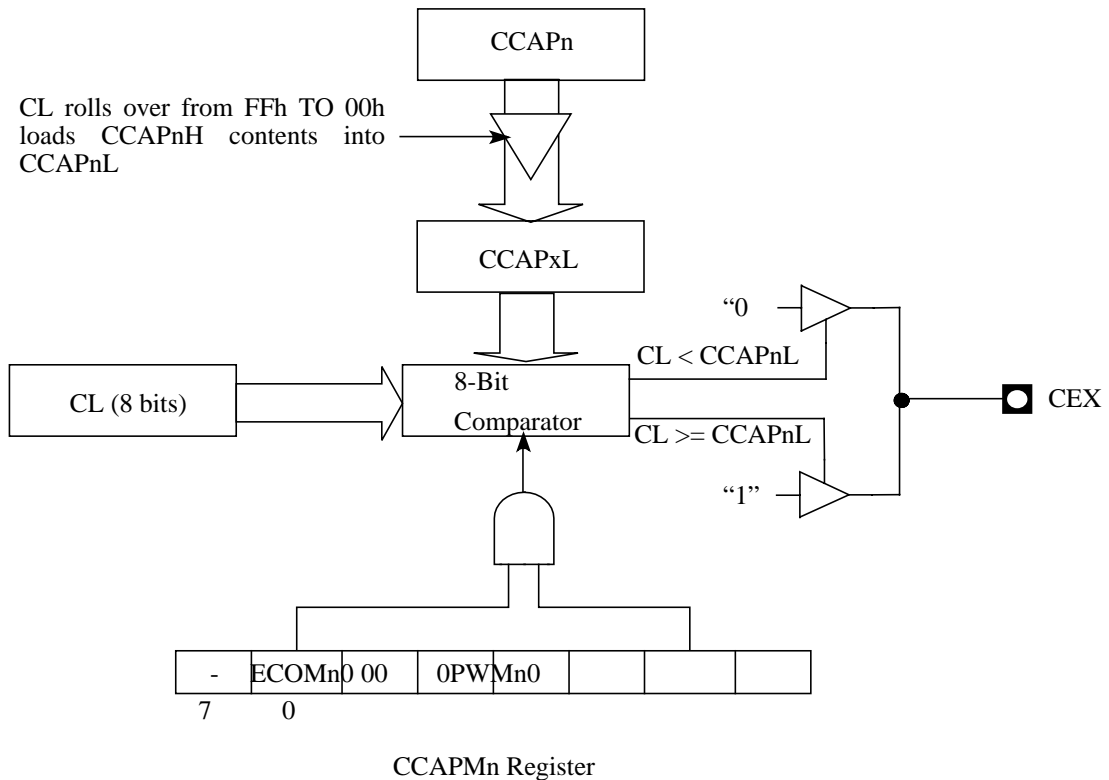 CCAPn
CL rolls over from FFh TO 00h
loads CCAPnH contents into
CCAPnL
CCAPxL
“0
CL < CCAPnL
8-Bit
Comparator
CL (8 bits)
CEX
CL >= CCAPnL
“1”
- ECOMn0 00 0PWMn0
7 0
CCAPMn Register